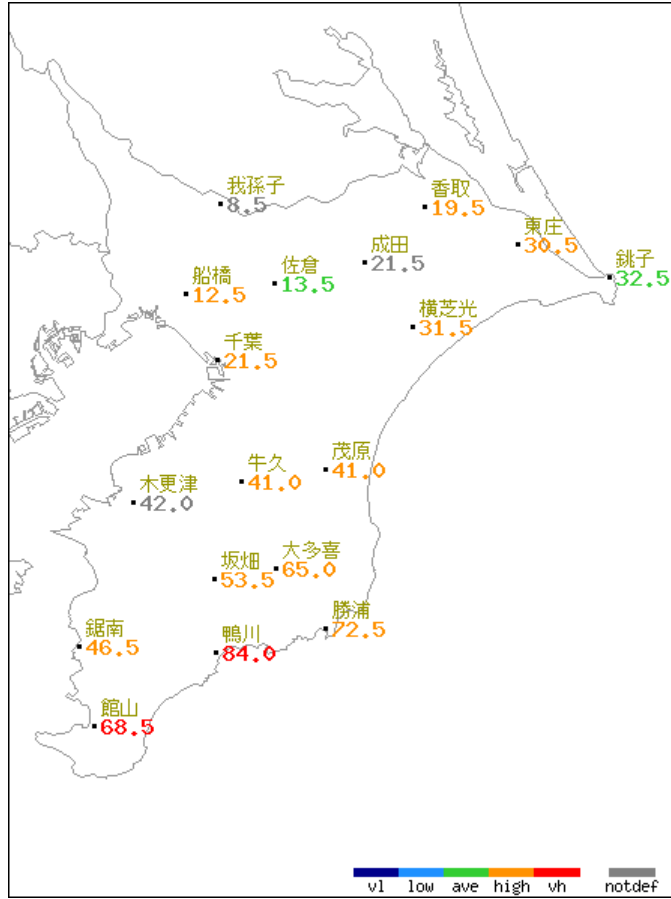 我孫子
8.5
香取
19.5
東庄
30.5
成田
21.5
銚子
32.5
船橋
12.5
佐倉
13.5
横芝光
31.5
千葉
21.5
茂原
41.0
牛久
41.0
木更津
42.0
大多喜
65.0
坂畑
53.5
勝浦
72.5
鋸南
46.5
鴨川
84.0
館山
68.5
vl low ave high vh notdef